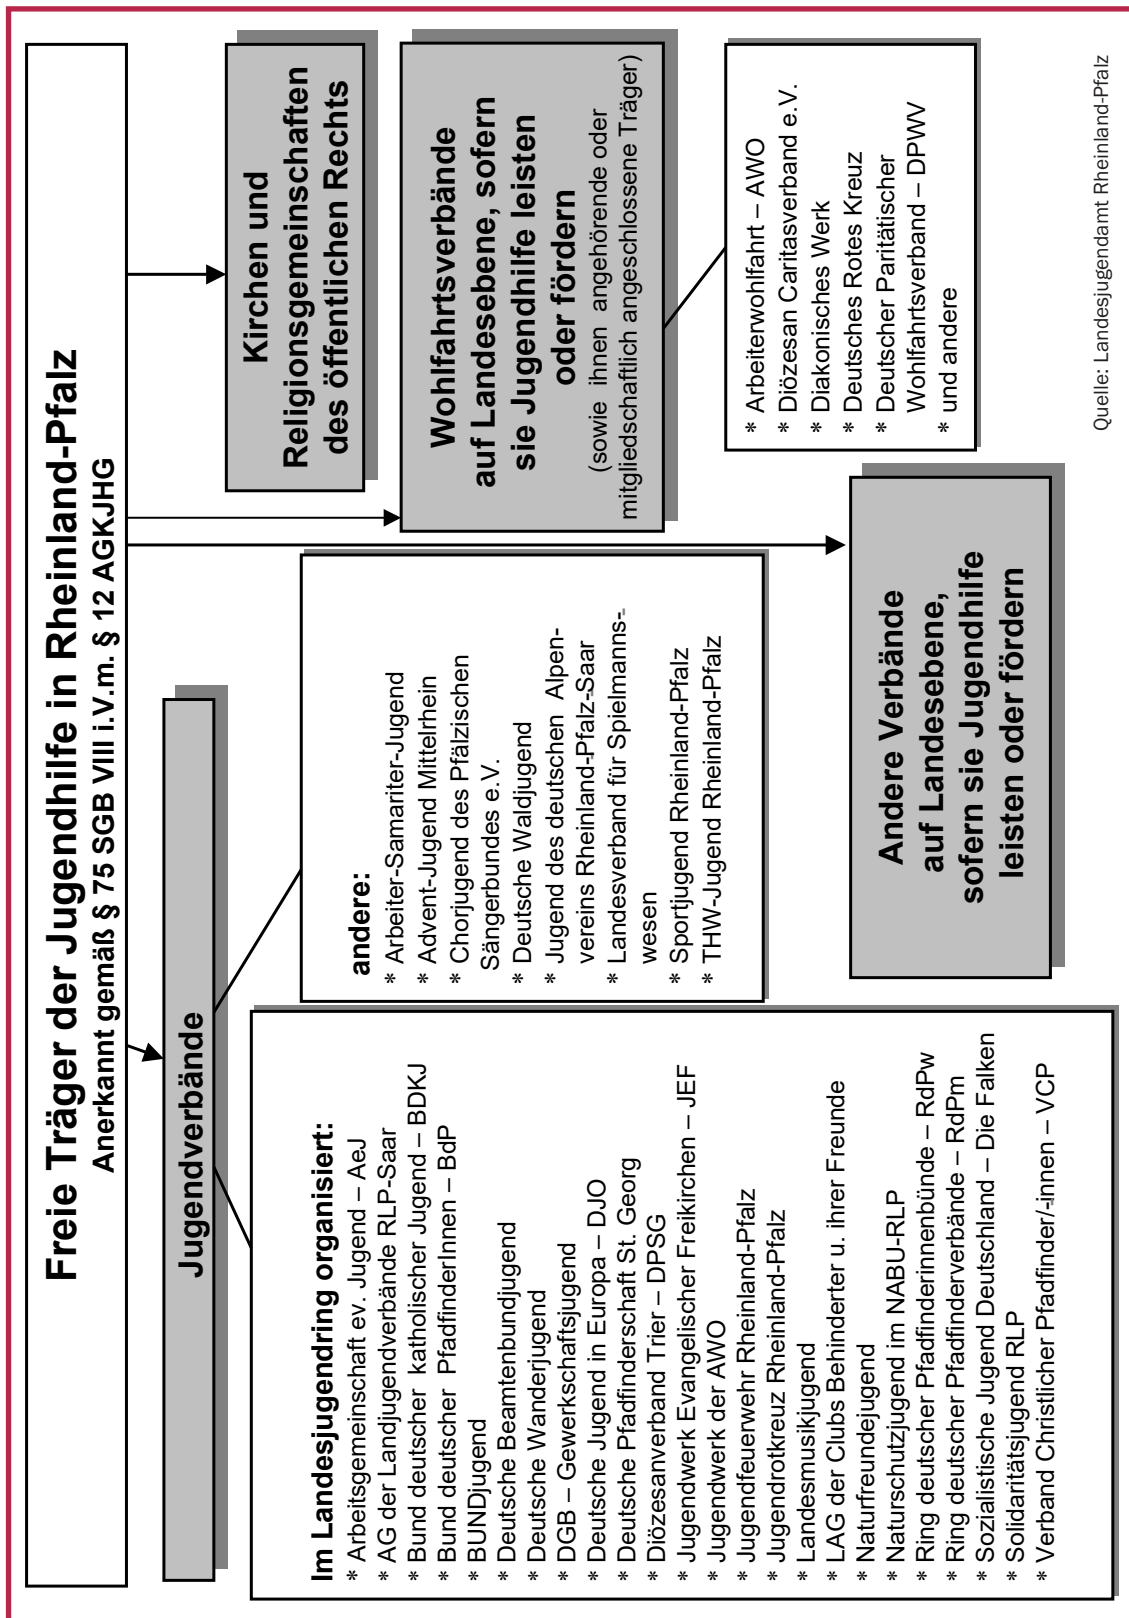 Freie Träger der Jugendhilfe in Rheinland-Pfalz
Anerkannt gemäß § 75 SGB VIII i.V.m. § 12 AGKJHG
Jugendverbände
Im Landesjugendring organisiert:
* Arbeitsgemeinschaft ev. Jugend – AeJ
* AG der Landjugendverbände RLP-Saar
* Bund deutscher katholischer Jugend – BDKJ
* Bund deutscher PfadfinderInnen – BdP
* BUNDjugend
* Deutsche Beamtenbundjugend
* Deutsche Wanderjugend
* DGB – Gewerkschaftsjugend
* Deutsche Jugend in Europa – DJO
* Deutsche Pfadfinderschaft St. Georg
* Diözesanverband Trier – DPSG
* Jugendwerk Evangelischer Freikirchen – JEF
* Jugendwerk der AWO
* Jugendfeuerwehr Rheinland-Pfalz
* Jugendrotkreuz Rheinland-Pfalz
* Landesmusikjugend
* LAG der Clubs Behinderter u. ihrer Freunde
* Naturfreundejugend
* Naturschutzjugend im NABU-RLP
* Ring deutscher Pfadfinderinnenbünde – RdPw
* Ring deutscher Pfadfinderverbände – RdPm
* Sozialistische Jugend Deutschland – Die Falken
* Solidaritätsjugend RLP
* Verband Christlicher Pfadfinder/-innen – VCP
andere:
* Arbeiter-Samariter-Jugend
* Advent-Jugend Mittelrhein
* Chorjugend des Pfälzischen
Sängerbundes e.V.
* Deutsche Waldjugend
* Jugend des deutschen Alpen-
vereins Rheinland-Pfalz-Saar
* Landesverband für Spielmanns-
wesen
* Sportjugend Rheinland-Pfalz
* THW-Jugend Rheinland-Pfalz
Kirchen und
Religionsgemeinschaften
des öffentlichen Rechts
Wohlfahrtsverbände
auf Landesebene, sofern
sie Jugendhilfe leisten
oder fördern
(sowie ihnen angehörende oder
mitgliedschaftlich angeschlossene Träger)
* Arbeiterwohlfahrt – AWO
* Diözesan Caritasverband e.V.
* Diakonisches Werk
* Deutsches Rotes Kreuz
* Deutscher Paritätischer
Wohlfahrtsverband – DPWV
* und andere
Andere Verbände
auf Landesebene,
sofern sie Jugendhilfe
leisten oder fördern
Quelle: Landesjugendamt Rheinland-Pfalz